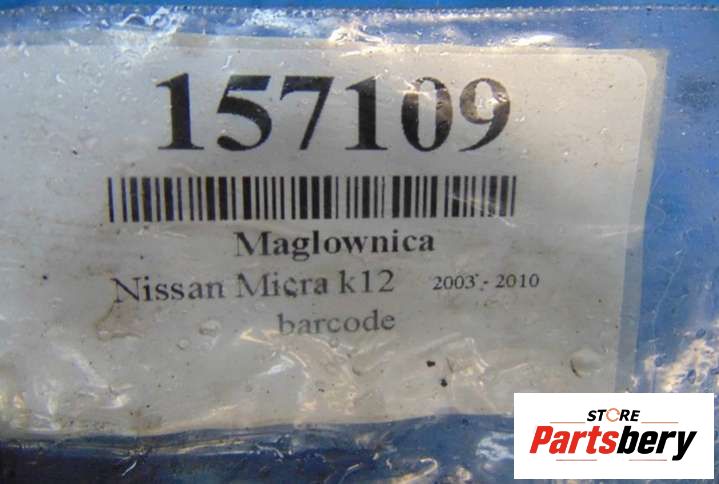 157109
Maglownica
Nissan Micra k12 2003 - 2010
barcode
STORE
Partsbery